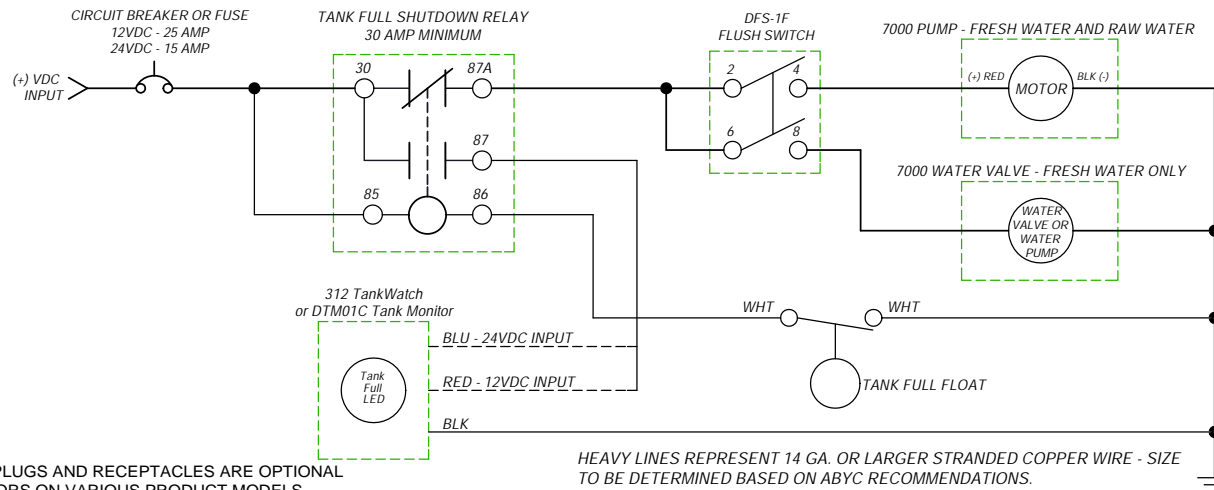 CIRCUIT BREAKER OR FUSE
12VDC - 25 AMP
24VDC - 15 AMP
(+) VDC
INPUT
TANK FULL SHUTDOWN RELAY
30 AMP MINIMUM
30
87A
87
85
86
DFS-1F
FLUSH SWITCH
2
4
6
8
7000 PUMP - FRESH WATER AND RAW WATER
(+) RED
MOTOR
BLK (-)
7000 WATER VALVE - FRESH WATER ONLY
WATER
VALVE OR
WATER
PUMP
312 TankWatch
or DTM01C Tank Monitor
Tank
Full
LED
BLU - 24VDC INPUT
RED - 12VDC INPUT
BLK
WHT
WHT
TANK FULL FLOAT
PLUGS AND RECEPTACLES ARE OPTIONAL
ORS ON VARIOUS PRODUCT MODELS
HEAVY LINES REPRESENT 14 GA. OR LARGER STRANDED COPPER WIRE - SIZE
TO BE DETERMINED BASED ON ABYC RECOMMENDATIONS.